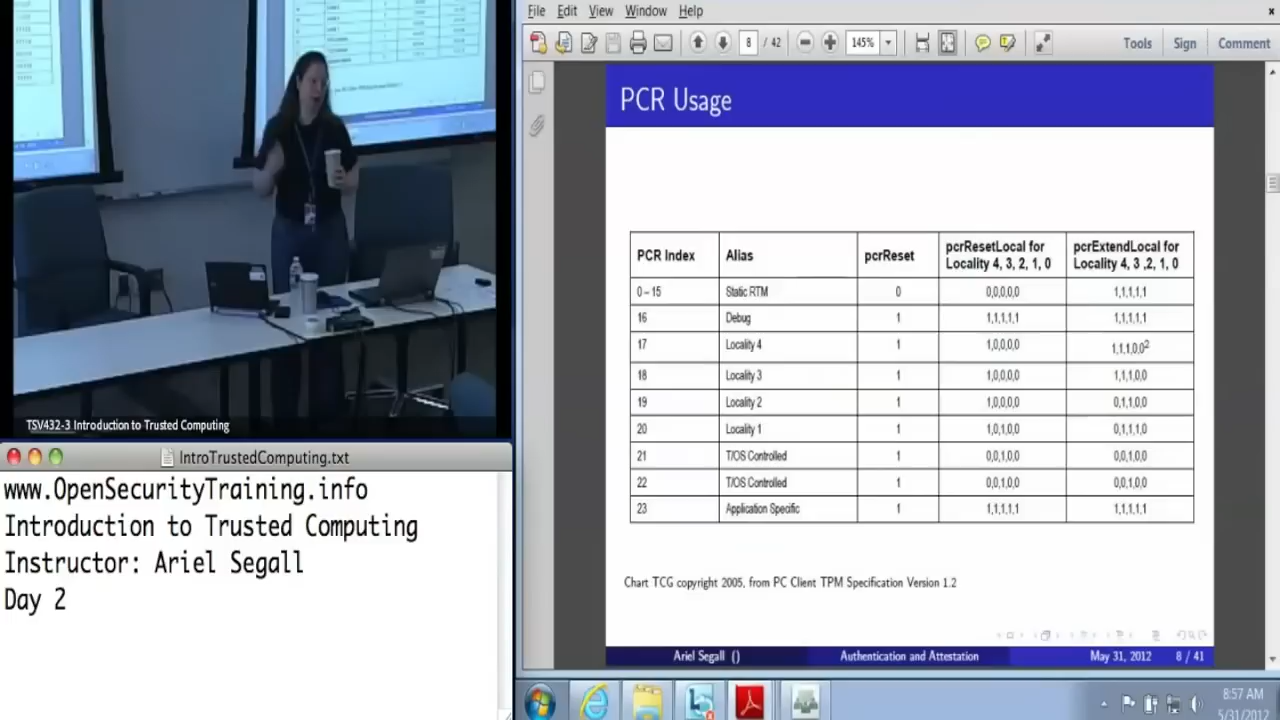 TSV432-3 Introduction to Trusted Computing
IntroTrustedComputing.txt
www.OpenSecurityTraining.info
Introduction to Trusted Computing
Instructor: Ariel Segall
Day 2
File Edit View Window Help
8 / 42 145% Tools Sign Comment
PCR Usage
PCR Index Alias pcrReset pcrResetLocal for Locality 4, 3, 2, 1, 0 pcrExtendLocal for Locality 4, 3 ,2, 1, 0
0 – 15 Static RTM 0 0,0,0,0,0 1,1,1,1,1
16 Debug 1 1,1,1,1,1 1,1,1,1,1
17 Locality 4 1 1,0,0,0,0 1,1,1,0,0²
18 Locality 3 1 1,0,0,0,0 1,1,1,0,0
19 Locality 2 1 1,0,0,0,0 0,1,1,1,0
20 Locality 1 1 1,0,1,0,0 0,1,1,1,0
21 T/OS Controlled 1 0,0,1,0,0 0,0,1,0,0
22 T/OS Controlled 1 0,0,1,0,0 0,0,1,0,0
23 Application Specific 1 1,1,1,1,1 1,1,1,1,1
Chart TCG copyright 2005, from PC Client TPM Specification Version 1.2
Ariel Segall () Authentication and Attestation May 31, 2012 8 / 41
8:57 AM
5/31/2012